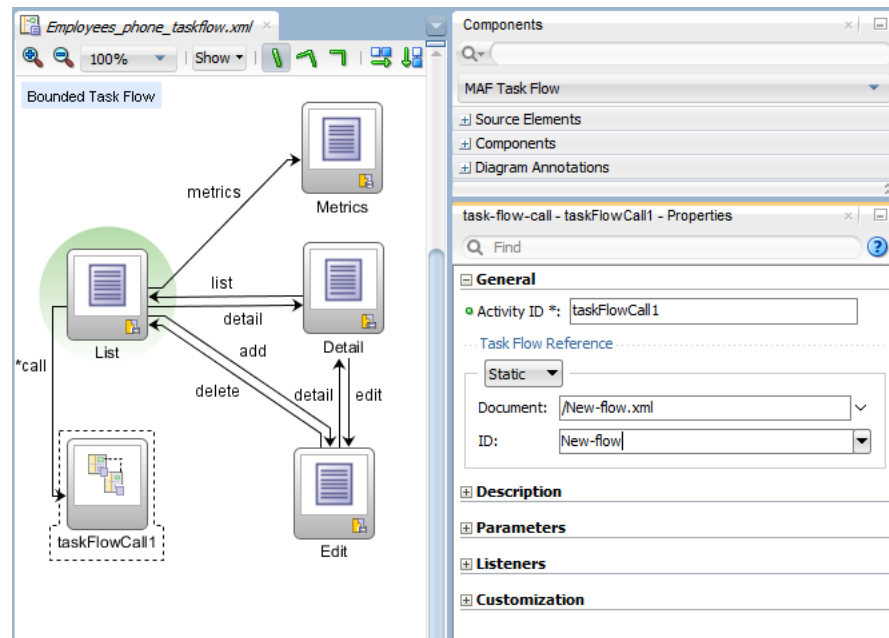 Employees_phone_taskflow.xml
100%
Show
Bounded Task Flow
metrics
Metrics
list
detail
List
Detail
add
*call
delete
detail
edit
taskFlowCall1
Edit
Components
MAF Task Flow
Source Elements
Components
Diagram Annotations
task-flow-call - taskFlowCall1 - Properties
Find
?
General
Activity ID *: taskFlowCall1
Task Flow Reference
Static
Document: /New-flow.xml
ID: New-flow
Description
Parameters
Listeners
Customization